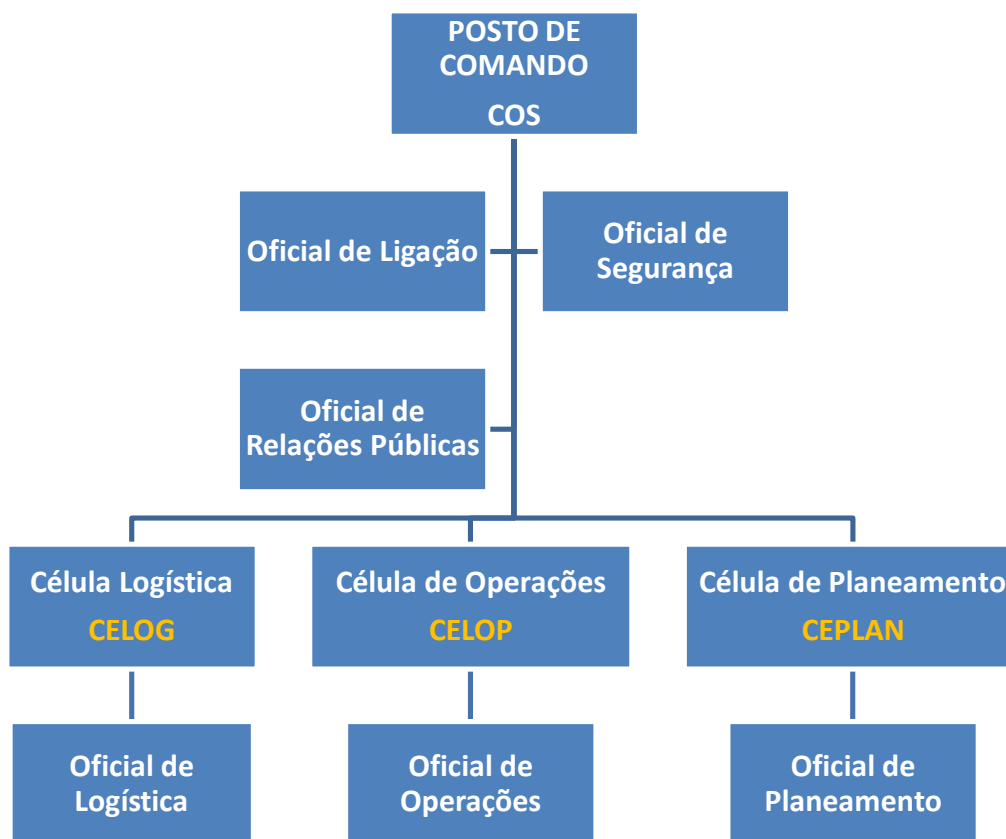 POSTO DE
COMANDO
COS
Oficial de Ligação
Oficial de
Segurança
Oficial de
Relações Públicas
Célula Logística
CELOG
Célula de Operações
CELOP
Célula de Planeamento
CEPLAN
Oficial de
Logística
Oficial de
Operações
Oficial de
Planeamento